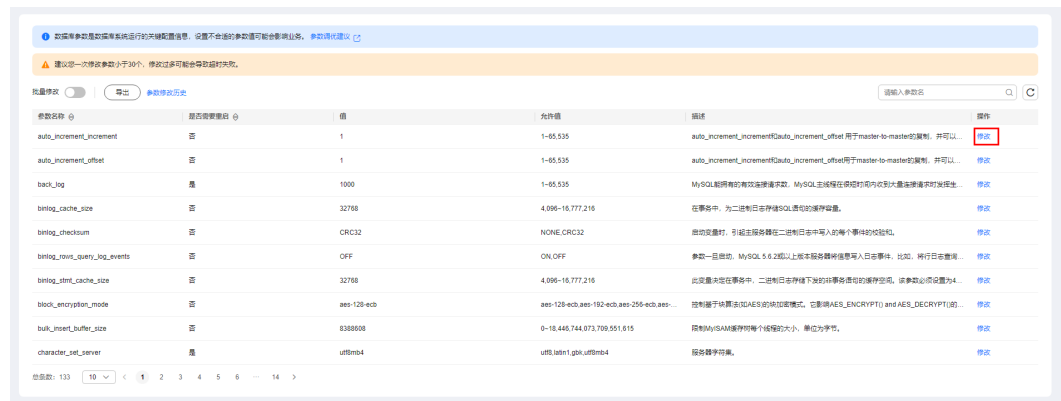 数据库参数是数据库系统运行的关键配置信息，设置不合适的参数值可能会影响业务。 参数调优建议
建议您一次修改参数小于30个，修改过多可能会导致超时失败。
批量修改 导出 参数修改历史 请输入参数名
参数名称 是否需要重启 值 允许值 描述 操作
auto_increment_increment 否 1 1–65,535 auto_increment_increment和auto_increment_offset 用于master-to-master的复制，并可以... 修改
auto_increment_offset 否 1 1–65,535 auto_increment_increment和auto_increment_offset用于master-to-master的复制，并可以... 修改
back_log 是 1000 1–65,535 MySQL能拥有的有效连接请求数，MySQL主线程在很短时间内收到大量连接请求时发挥生... 修改
binlog_cache_size 否 32768 4,096–16,777,216 在事务中，为二进制日志存储SQL语句的缓存容量。 修改
binlog_checksum 否 CRC32 NONE,CRC32 启动变量时，引起主服务器在二进制日志中写入的每个事件的校验和。 修改
binlog_rows_query_log_events 否 OFF ON,OFF 参数一旦启动，MySQL 5.6.2或以上版本服务器将信息写入日志事件，比如，将行日志查询... 修改
binlog_stmt_cache_size 否 32768 4,096–16,777,216 此变量决定在事务中，二进制日志存储下发的非事务语句的缓存空间。该参数必须设置为4... 修改
block_encryption_mode 否 aes-128-ecb aes-128-ecb,aes-192-ecb,aes-256-ecb,aes-... 控制基于块算法(如AES)的块加密模式。它影响AES_ENCRYPT() and AES_DECRYPT()的... 修改
bulk_insert_buffer_size 否 8388608 0–18,446,744,073,709,551,615 限制MyISAM缓存树每个线程的大小，单位为字节。 修改
character_set_server 是 utf8mb4 utf8,latin1,gbk,utf8mb4 服务器字符集。 修改
总条数: 133 10 < 1 2 3 4 5 6 ... 14 >